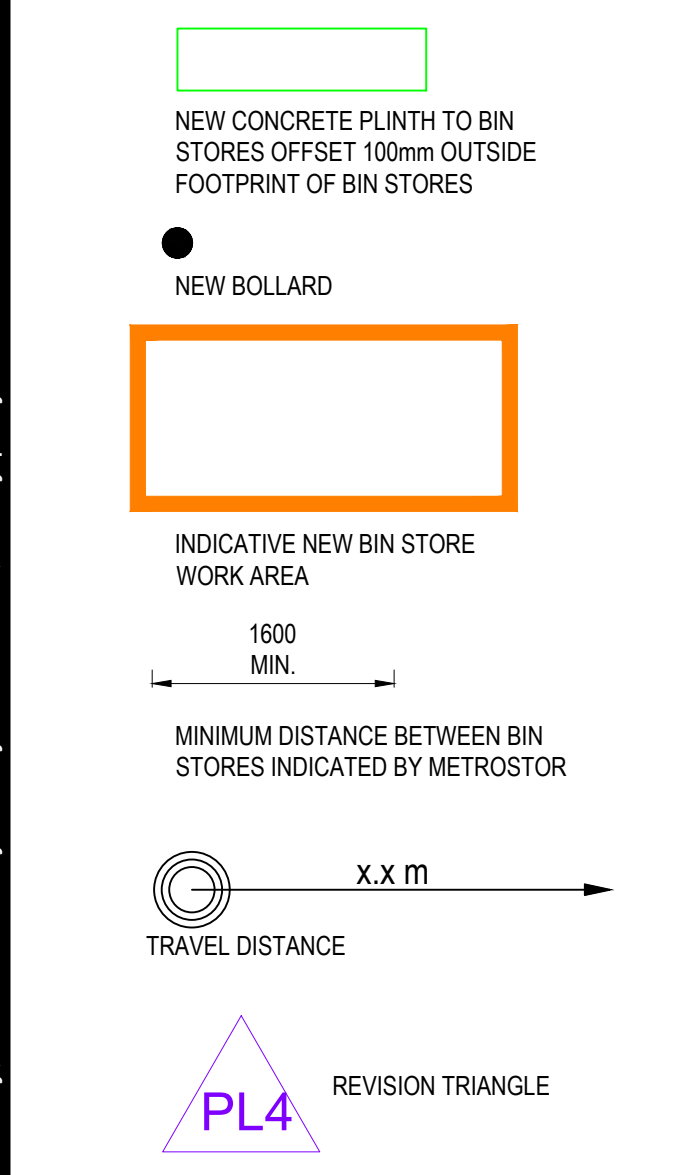 NEW CONCRETE PLINTH TO BIN
STORES OFFSET 100mm OUTSIDE
FOOTPRINT OF BIN STORES
NEW BOLLARD
INDICATIVE NEW BIN STORE
WORK AREA
1600
MIN.
MINIMUM DISTANCE BETWEEN BIN
STORES INDICATED BY METROSTOR
x.x m
TRAVEL DISTANCE
PL4
REVISION TRIANGLE